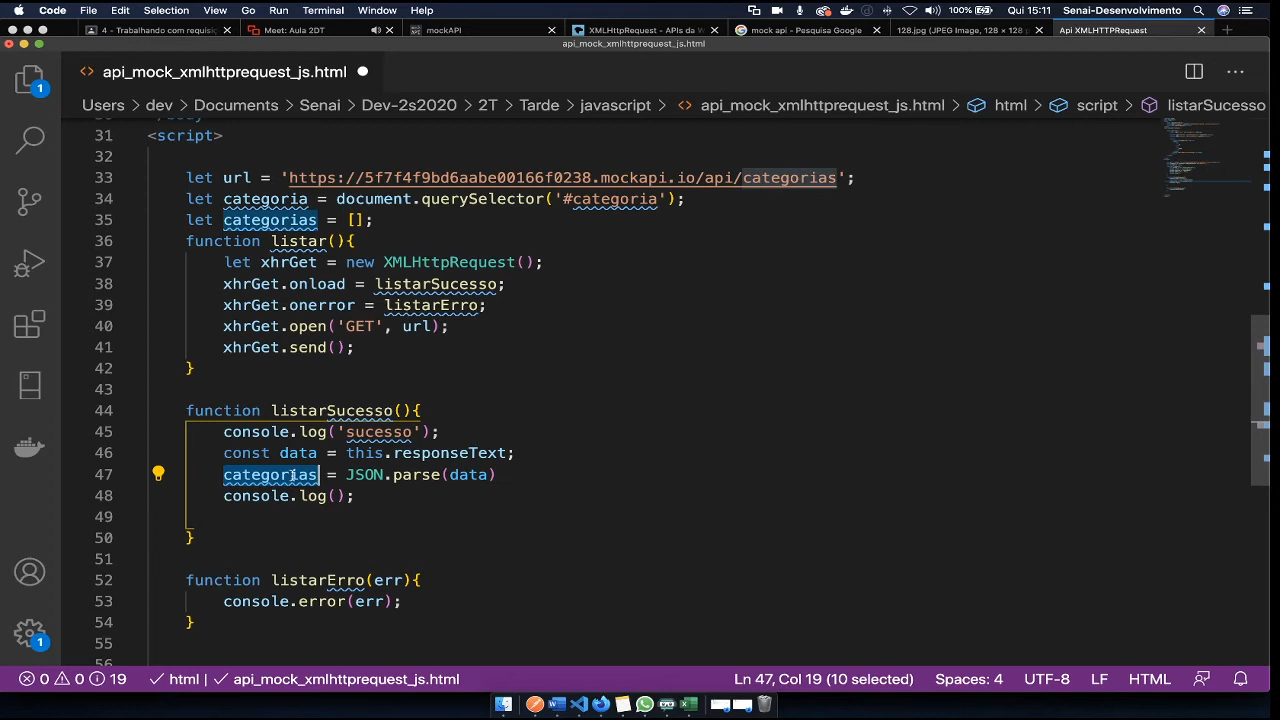 Code File Edit Selection View Go Run Terminal Window Help 100% Qui 15:11 Senai-Desenvolvimento
4 - Trabalhando com requisiç Meet: Aula 2DT mockAPI XMLHttpRequest - APIs da W mock api - Pesquisa Google 128.jpg (JPEG Image, 128 × 128 p Api XMLHTTPRequest
api_mock_xmlhttprequest_js.html
api_mock_xmlhttprequest_js.html
Users dev Documents Senai Dev-2s2020 2T Tarde javascript api_mock_xmlhttprequest_js.html html script listarSucesso
31 <script>
32
33 let url = 'https://5f7f4f9bd6aabe00166f0238.mockapi.io/api/categorias';
34 let categoria = document.querySelector('#categoria');
35 let categorias = [];
36 function listar(){
37 let xhrGet = new XMLHttpRequest();
38 xhrGet.onload = listarSucesso;
39 xhrGet.onerror = listarErro;
40 xhrGet.open('GET', url);
41 xhrGet.send();
42 }
43
44 function listarSucesso(){
45 console.log('sucesso');
46 const data = this.responseText;
47 categorias = JSON.parse(data)
48 console.log();
49
50 }
51
52 function listarErro(err){
53 console.error(err);
54 }
55
56
1
1
0 0 19 html api_mock_xmlhttprequest_js.html Ln 47, Col 19 (10 selected) Spaces: 4 UTF-8 LF HTML